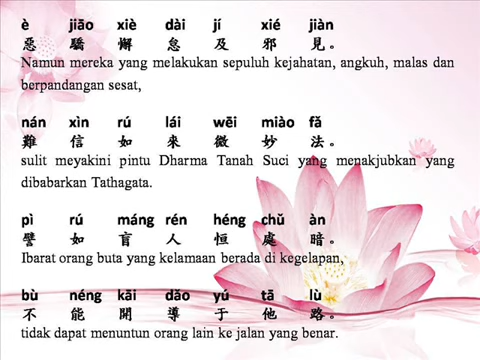 è jiāo xiè dài jí xié jiàn
惡 驕 懈 怠 及 邪 見。
Namun mereka yang melakukan sepuluh kejahatan, angkuh, malas dan
berpandangan sesat,
nán xìn rú lái wēi miào fǎ
難 信 如 來 微 妙 法。
sulit meyakini pintu Dharma Tanah Suci yang menakjubkan yang
dibabarkan Tathagata.
pì rú máng rén héng chǔ àn
譬 如 盲 人 恒 處 暗。
Ibarat orang buta yang kelamaan berada di kegelapan,
bù néng kāi dǎo yú tā lù
不 能 開 導 于 他 路。
tidak dapat menuntun orang lain ke jalan yang benar.